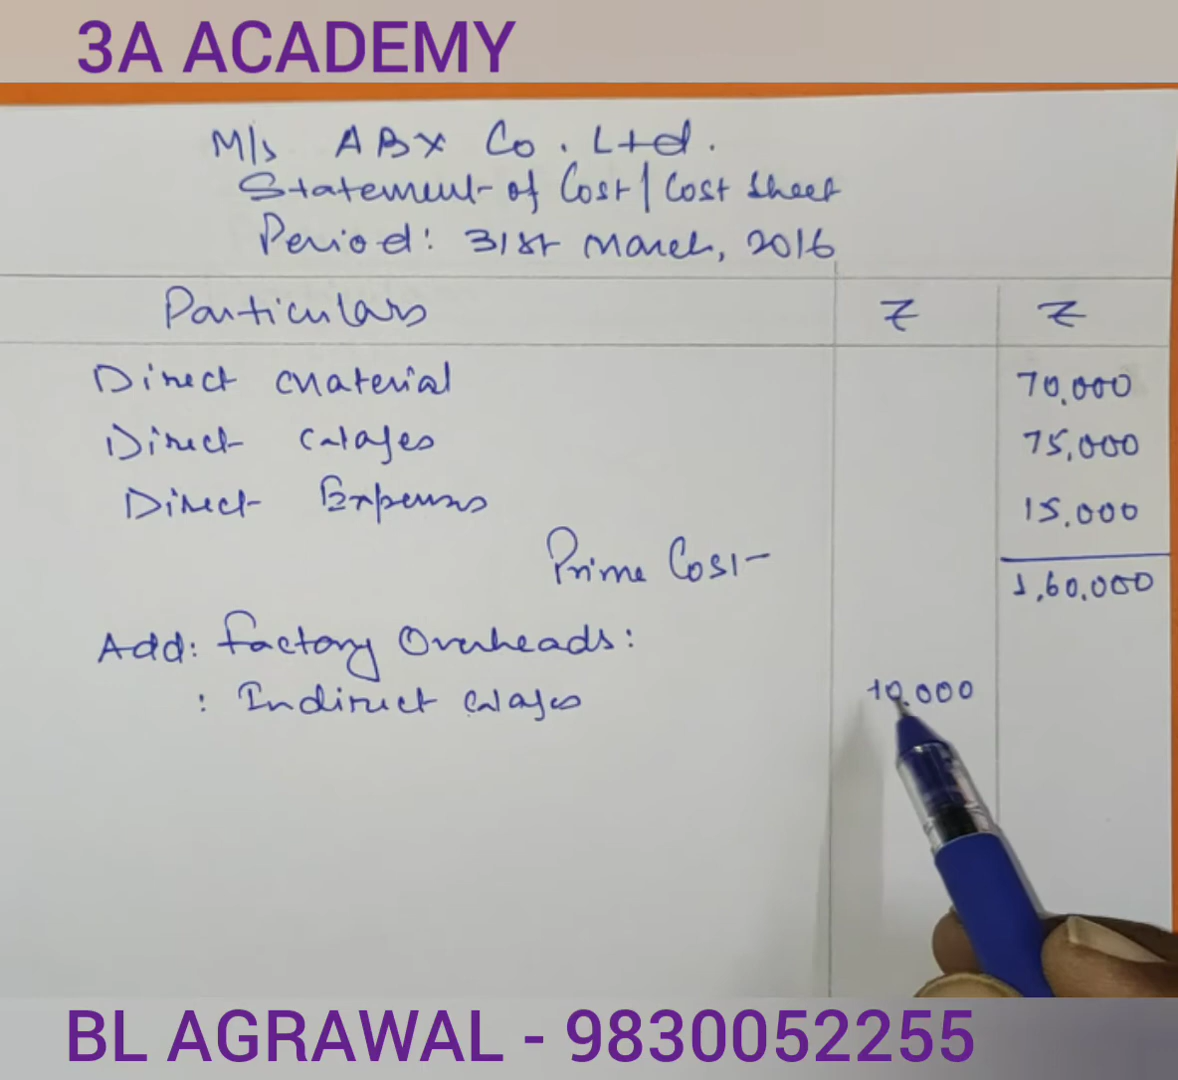 3A ACADEMY
M/s ABX Co. Ltd.
Statement of Cost / Cost Sheet
Period: 31st March, 2016
Particulars ₹ ₹
Direct Material 70,000
Direct Wages 75,000
Direct Expenses 15,000
Prime Cost 1,60,000
Add: Factory Overheads:
: Indirect Wages 10,000
BL AGRAWAL - 9830052255